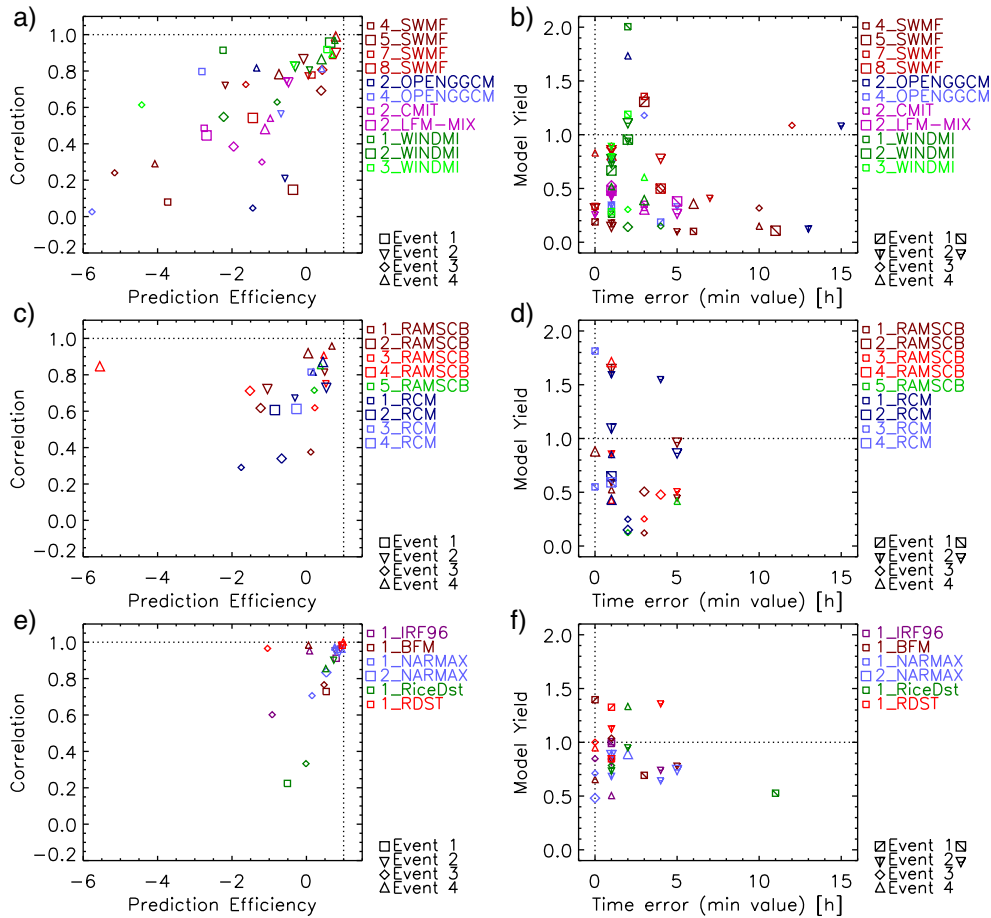 a)
1.0
0.8
0.6
0.4
0.2
0.0
−0.2
Correlation
−6
−4
−2
0
2
Prediction Efficiency
4_SWMF
5_SWMF
7_SWMF
8_SWMF
2_OPENGGCM
4_OPENGGCM
2_CMIT
2_LFM−MIX
1_WINDMI
2_WINDMI
3_WINDMI
Event 1
Event 2
Event 3
Event 4
b)
2.0
1.5
1.0
0.5
0.0
Model Yield
0
5
10
15
Time error (min value) [h]
4_SWMF
5_SWMF
7_SWMF
8_SWMF
2_OPENGGCM
4_OPENGGCM
2_CMIT
2_LFM−MIX
1_WINDMI
2_WINDMI
3_WINDMI
Event 1
Event 2
Event 3
Event 4
c)
1.0
0.8
0.6
0.4
0.2
0.0
−0.2
Correlation
−6
−4
−2
0
2
Prediction Efficiency
1_RAMSCB
2_RAMSCB
3_RAMSCB
4_RAMSCB
5_RAMSCB
1_RCM
2_RCM
3_RCM
4_RCM
Event 1
Event 2
Event 3
Event 4
d)
2.0
1.5
1.0
0.5
0.0
Model Yield
0
5
10
15
Time error (min value) [h]
1_RAMSCB
2_RAMSCB
3_RAMSCB
4_RAMSCB
5_RAMSCB
1_RCM
2_RCM
3_RCM
4_RCM
Event 1
Event 2
Event 3
Event 4
e)
1.0
0.8
0.6
0.4
0.2
0.0
−0.2
Correlation
−6
−4
−2
0
2
Prediction Efficiency
1_IRF96
1_BFM
1_NARMAX
2_NARMAX
1_RiceDst
1_RDST
Event 1
Event 2
Event 3
Event 4
f)
2.0
1.5
1.0
0.5
0.0
Model Yield
0
5
10
15
Time error (min value) [h]
1_IRF96
1_BFM
1_NARMAX
2_NARMAX
1_RiceDst
1_RDST
Event 1
Event 2
Event 3
Event 4